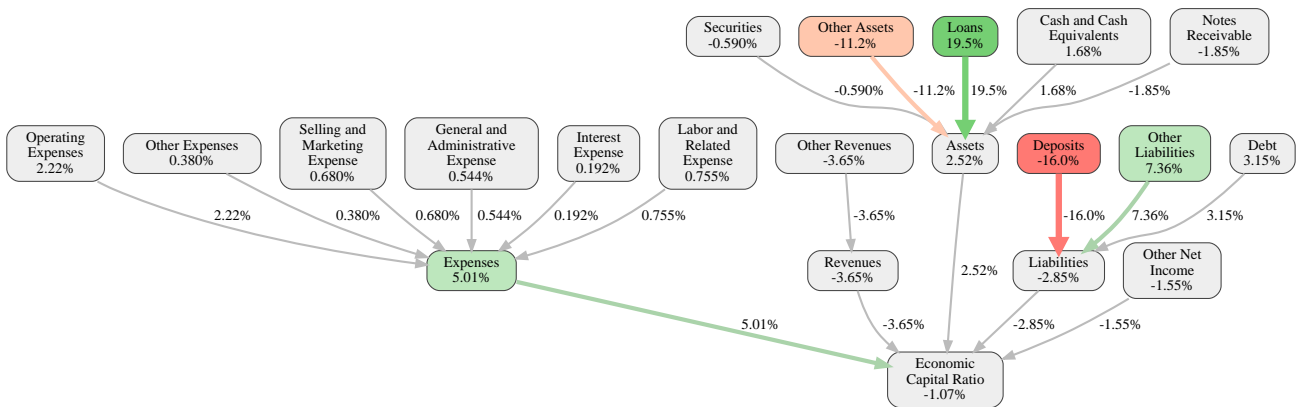 Securities
-0.590%
Other Assets
-11.2%
Loans
19.5%
Cash and Cash
Equivalents
1.68%
Notes
Receivable
-1.85%
-0.590%
-11.2%
19.5%
1.68%
-1.85%
Operating
Expenses
2.22%
Other Expenses
0.380%
Selling and
Marketing
Expense
0.680%
General and
Administrative
Expense
0.544%
Interest
Expense
0.192%
Labor and
Related
Expense
0.755%
Other Revenues
-3.65%
Assets
2.52%
Deposits
-16.0%
Other
Liabilities
7.36%
Debt
3.15%
2.22%
0.380%
0.680%
0.544%
0.192%
0.755%
-3.65%
-16.0%
7.36%
3.15%
Expenses
5.01%
Revenues
-3.65%
2.52%
Liabilities
-2.85%
Other Net
Income
-1.55%
5.01%
-3.65%
-2.85%
-1.55%
Economic
Capital Ratio
-1.07%